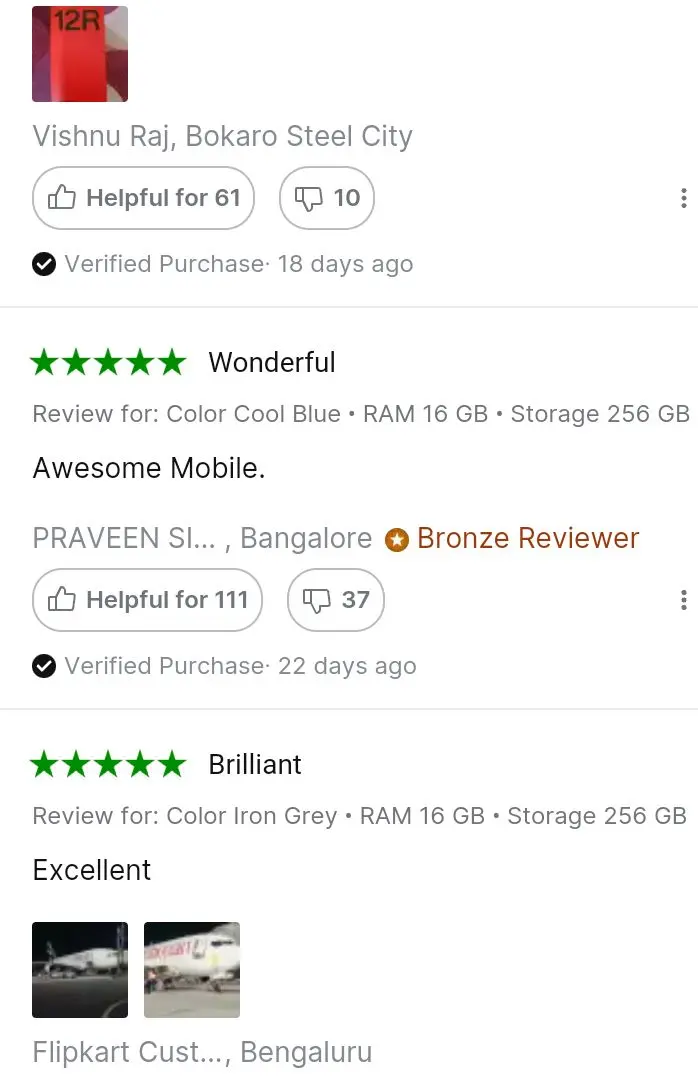 12R
Vishnu Raj, Bokaro Steel City
Helpful for 61
10
Verified Purchase· 18 days ago
Wonderful
Review for: Color Cool Blue • RAM 16 GB • Storage 256 GB
Awesome Mobile.
PRAVEEN SI... , Bangalore Bronze Reviewer
Helpful for 111
37
Verified Purchase· 22 days ago
Brilliant
Review for: Color Iron Grey • RAM 16 GB • Storage 256 GB
Excellent
Flipkart Cust..., Bengaluru